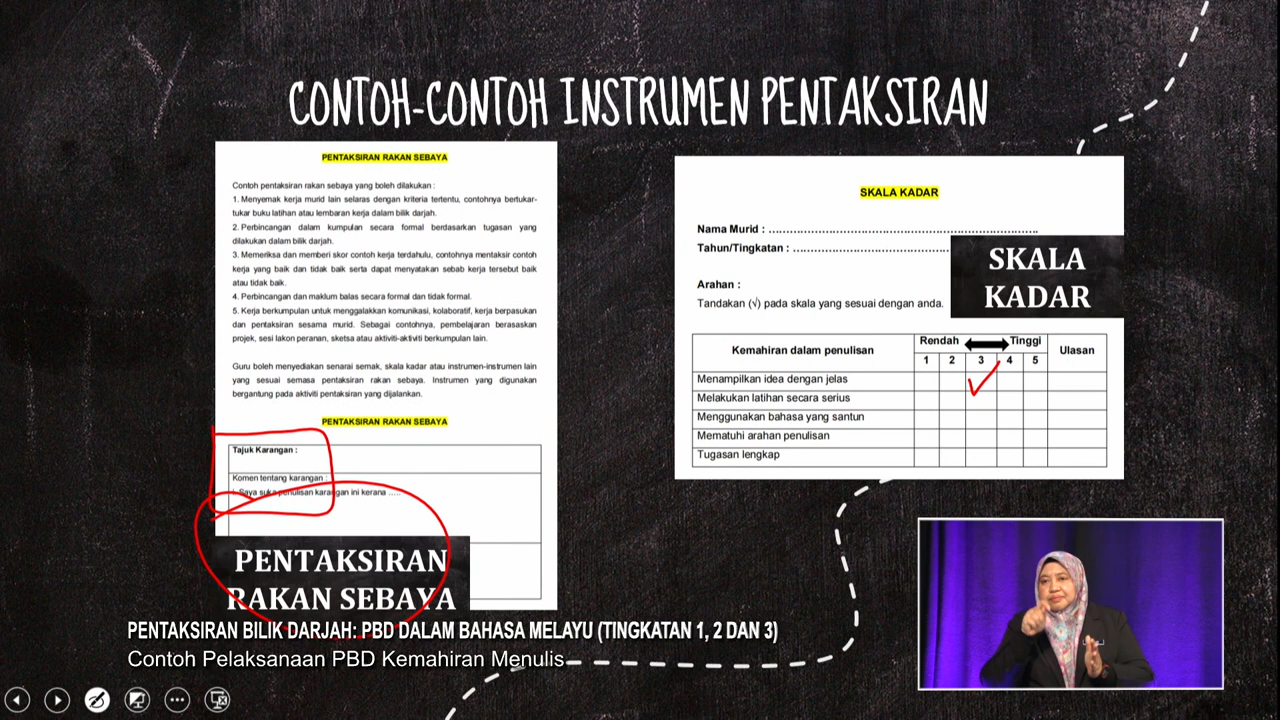 CONTOH-CONTOH INSTRUMEN PENTAKSIRAN
PENTAKSIRAN RAKAN SEBAYA
Contoh pentaksiran rakan sebaya yang boleh dilakukan :
1. Menyemak kerja murid lain selaras dengan kriteria tertentu, contohnya bertukar-
tukar buku latihan atau lembaran kerja dalam bilik darjah.
2. Perbincangan dalam kumpulan secara formal berdasarkan tugasan yang
dilakukan dalam bilik darjah.
3. Memeriksa dan memberi skor contoh kerja terdahulu, contohnya mentaksir contoh
kerja yang baik dan tidak baik serta dapat menyatakan sebab kerja tersebut baik
atau tidak baik.
4. Perbincangan dan maklum balas secara formal dan tidak formal.
5. Kerja berkumpulan untuk menggalakkan komunikasi, kolaboratif, kerja berpasukan
dan pentaksiran sesama murid. Sebagai contohnya, pembelajaran berasaskan
projek, sesi lakon peranan, sketsa atau aktiviti-aktiviti berkumpulan lain.
Guru boleh menyediakan senarai semak, skala kadar atau instrumen-instrumen lain
yang sesuai semasa pentaksiran rakan sebaya. Instrumen yang digunakan
bergantung pada aktiviti pentaksiran yang dijalankan.
PENTAKSIRAN RAKAN SEBAYA
Tajuk Karangan :
Komen tentang karangan :
i. Saya suka penulisan karangan ini kerana .....
PENTAKSIRAN
RAKAN SEBAYA
SKALA KADAR
Nama Murid : ..............................................................................
Tahun/Tingkatan : ............................................
SKALA
KADAR
Arahan :
Tandakan (√) pada skala yang sesuai dengan anda.
Kemahiran dalam penulisan Rendah Tinggi Ulasan
1 2 3 4 5
Menampilkan idea dengan jelas
Melakukan latihan secara serius
Menggunakan bahasa yang santun
Mematuhi arahan penulisan
Tugasan lengkap
PENTAKSIRAN BILIK DARJAH: PBD DALAM BAHASA MELAYU (TINGKATAN 1, 2 DAN 3)
Contoh Pelaksanaan PBD Kemahiran Menulis